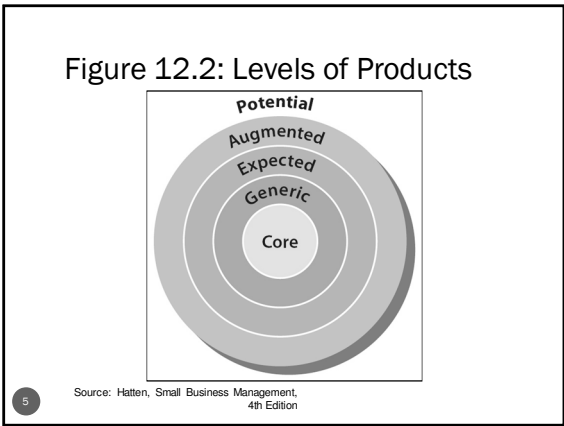 Figure 12.2: Levels of Products
Potential
Augmented
Expected
Generic
Core
5
Source: Hatten, Small Business Management,
4th Edition